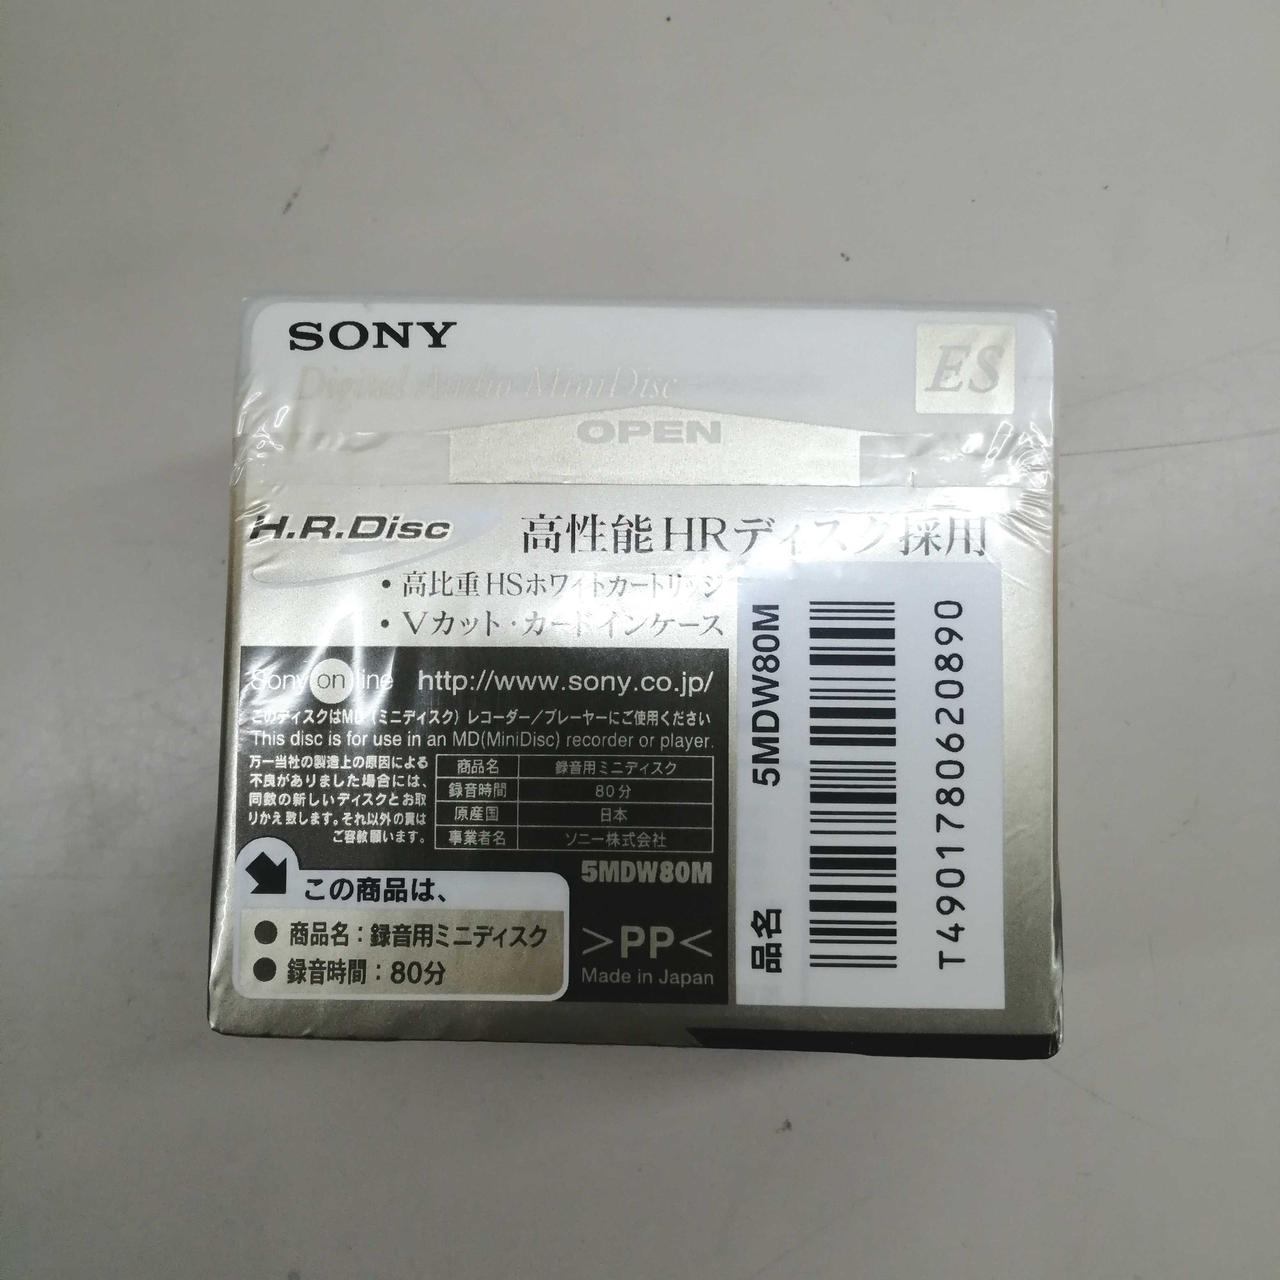 SONY
ES
Digital Audio MiniDisc
OPEN
H.R.Disc
高性能HRディスク採用
・高比重HSホワイトカートリッジ
・Vカット・カードインケース
Sony on line http://www.sony.co.jp/
このディスクはMD(ミニディスク)レコーダー/プレーヤーにご使用ください
This disc is for use in an MD(MiniDisc) recorder or player.
万一当社の製造上の原因による
不良がありました場合には、
同数の新しいディスクとお取
りかえ致します。それ以外の責は
ご容赦願います。
商品名 録音用ミニディスク
録音時間 80分
原産国 日本
事業者名 ソニー株式会社
5MDW80M
この商品は、
● 商品名:録音用ミニディスク
● 録音時間:80分
>PP<
Made in Japan
品名 5MDW80M
T4901780620890